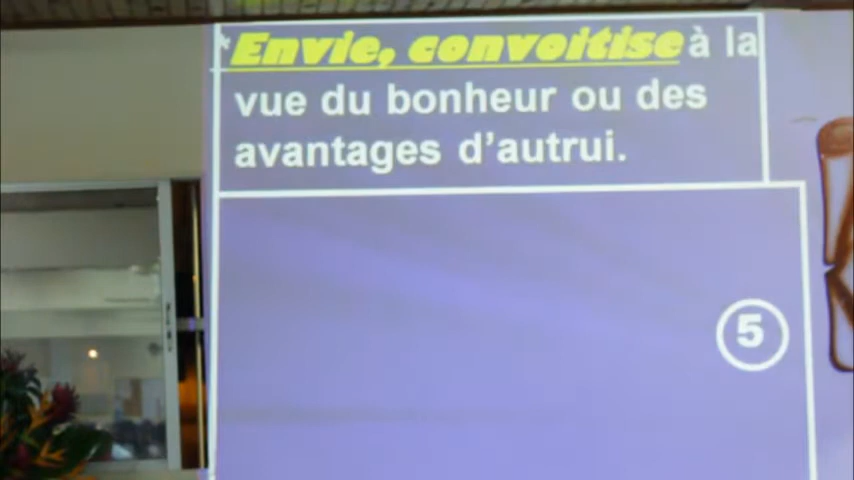 *Envie, convoitise à la
vue du bonheur ou des
avantages d’autrui.
5